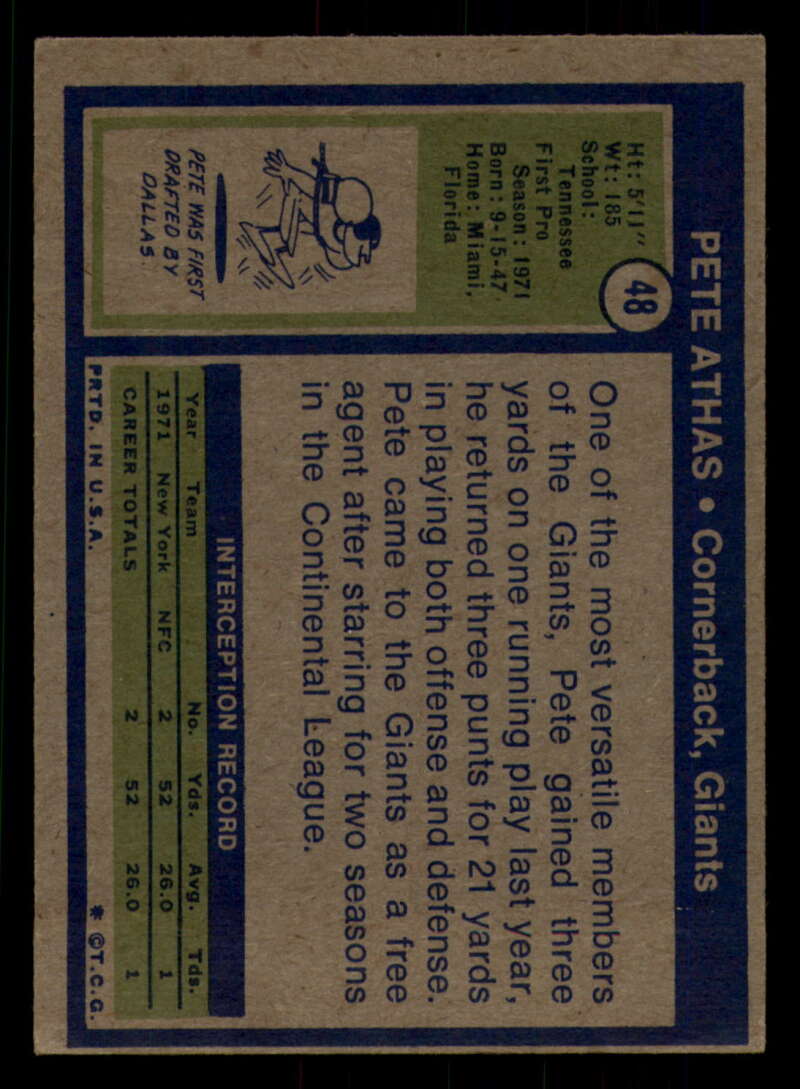 PETE ATHAS • Cornerback, Giants
48
Ht: 5'11"
Wt: 185
School:
Tennessee
First Pro
Season: 1971
Born: 9-15-47
Home: Miami,
Florida
PETE WAS FIRST
DRAFTED BY
DALLAS.
One of the most versatile members
of the Giants, Pete gained three
yards on one running play last year,
he returned three punts for 21 yards
in playing both offense and defense.
Pete came to the Giants as a free
agent after starring for two seasons
in the Continental League.
INTERCEPTION RECORD
Year Team No. Yds. Avg. Tds.
1971 New York NFC 2 52 26.0 1
CAREER TOTALS 2 52 26.0 1
PRTD. IN U.S.A. * ©T.C.G.